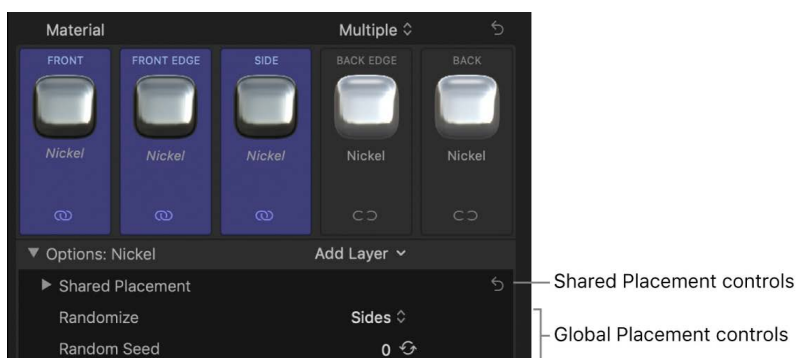 Material Multiple
FRONT FRONT EDGE SIDE BACK EDGE BACK
Nickel Nickel Nickel Nickel Nickel
Options: Nickel Add Layer
Shared Placement
Shared Placement controls
Randomize Sides
Global Placement controls
Random Seed 0